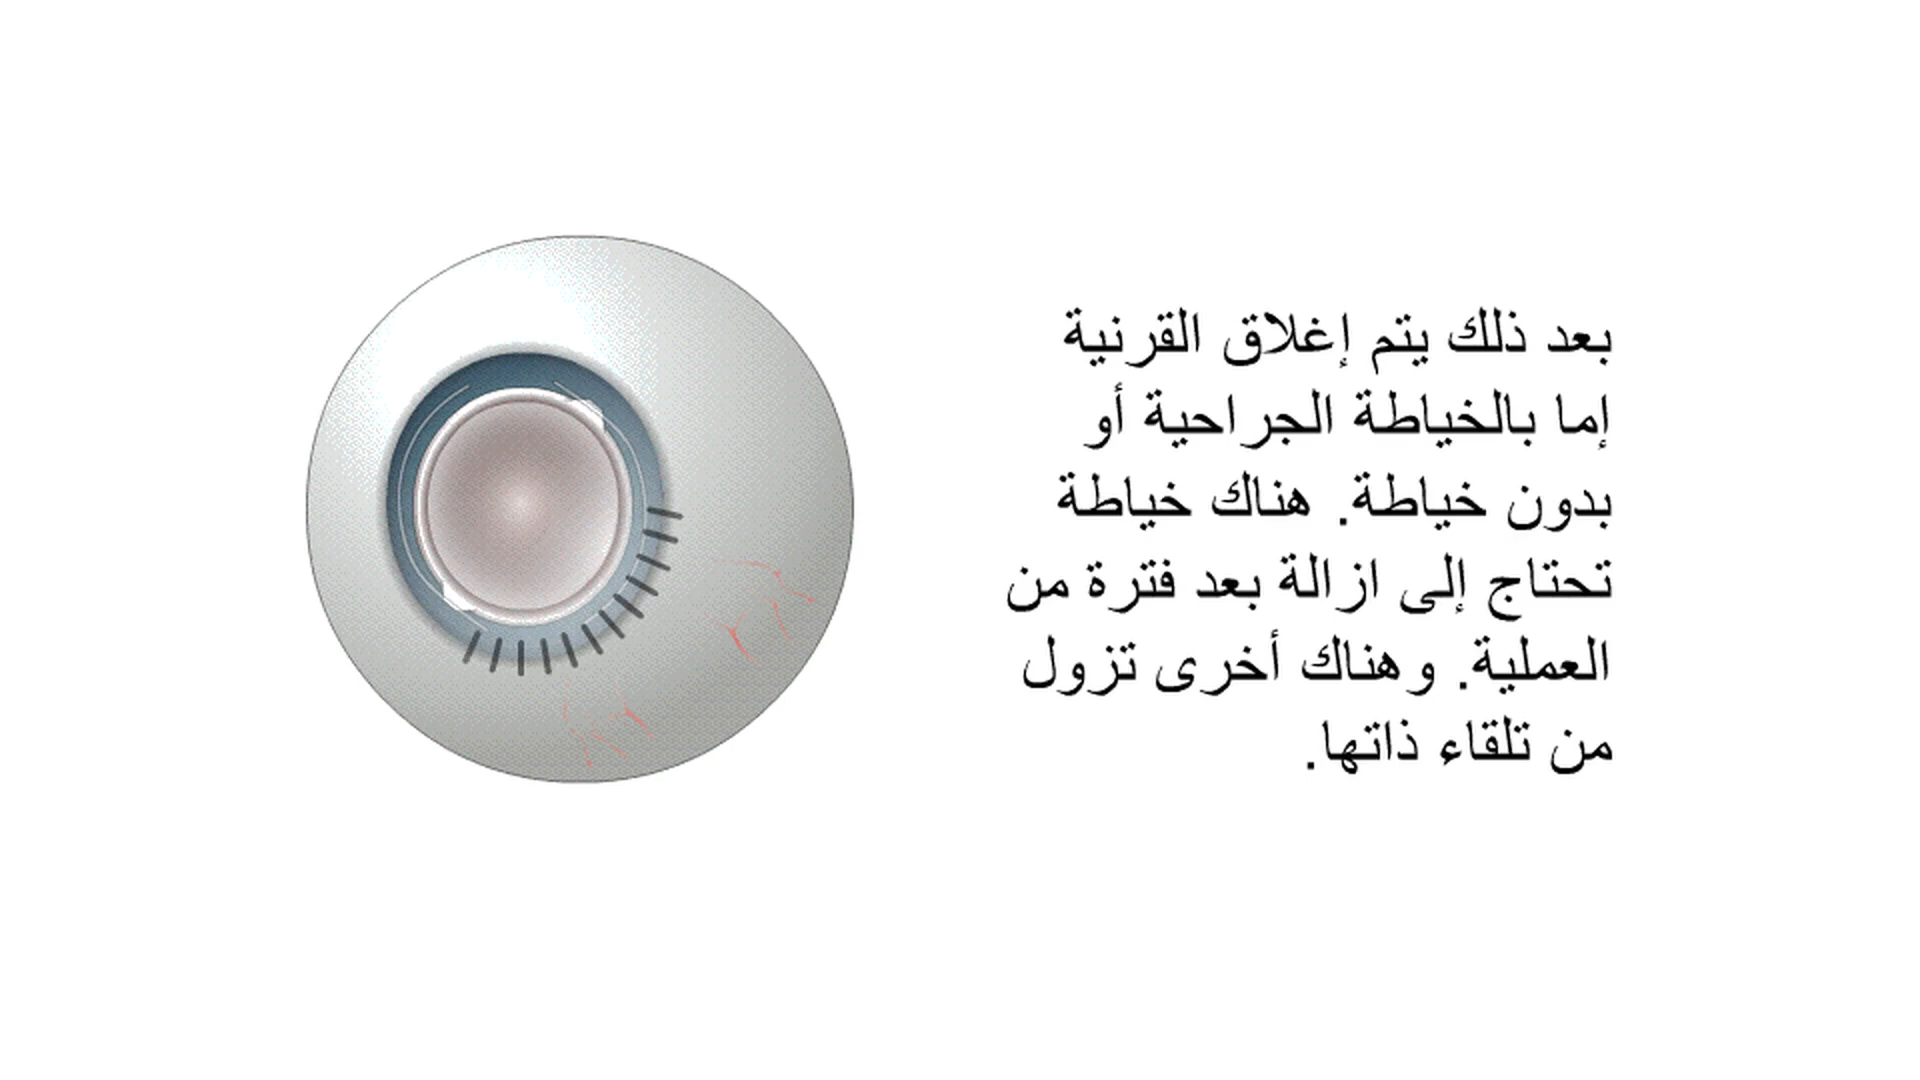 بعد ذلك يتم إغلاق القرنية
إما بالخياطة الجراحية أو
بدون خياطة. هناك خياطة
تحتاج إلى ازالة بعد فترة من
العملية. وهناك أخرى تزول
من تلقاء ذاتها.